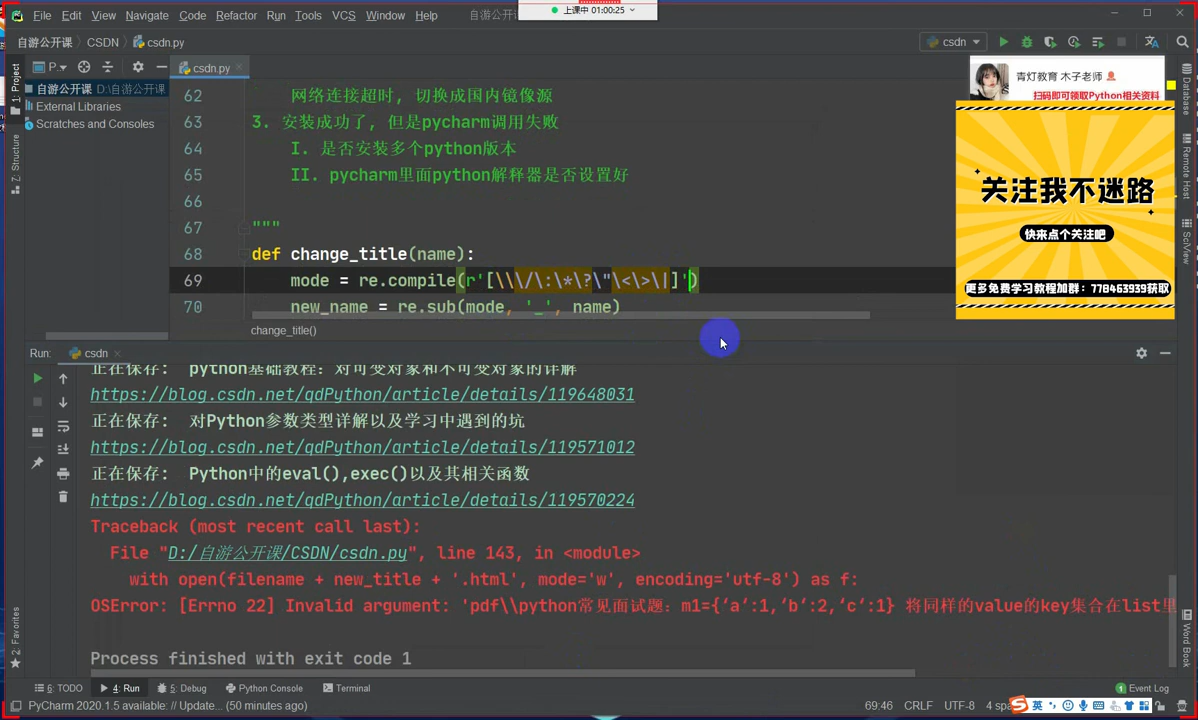 File Edit View Navigate Code Refactor Run Tools VCS Window Help
上课中 01:00:25
自游公开课 CSDN csdn.py
csdn
P...
csdn.py
1: Project
自游公开课 D:\自游公开课
External Libraries
Scratches and Consoles
Z: Structure
62 网络连接超时, 切换成国内镜像源
63 3. 安装成功了, 但是pycharm调用失败
64 I. 是否安装多个python版本
65 II. pycharm里面python解释器是否设置好
66
67 """
68 def change_title(name):
69 mode = re.compile(r'[\\\/\:\*\?\"\<\>\|]')
70 new_name = re.sub(mode, '_', name)
change_title()
青灯教育 木子老师
扫码即可领取Python相关资料
关注我不迷路
快来点个关注吧
更多免费学习教程加群：778463939获取
Database
Remote Host
SciView
Run: csdn
正在保存: python基础教程: 对可变对象和不可变对象的详解
https://blog.csdn.net/qdPython/article/details/119648031
正在保存: 对Python参数类型详解以及学习中遇到的坑
https://blog.csdn.net/qdPython/article/details/119571012
正在保存: Python中的eval(),exec()以及其相关函数
https://blog.csdn.net/qdPython/article/details/119570224
Traceback (most recent call last):
File "D:/自游公开课/CSDN/csdn.py", line 143, in <module>
with open(filename + new_title + '.html', mode='w', encoding='utf-8') as f:
OSError: [Errno 22] Invalid argument: 'pdf\\python常见面试题: m1={‘a‘:1,‘b‘:2,‘c‘:1} 将同样的value的key集合在list里
Process finished with exit code 1
2: Favorites
Word Book
6: TODO 4: Run 5: Debug Python Console Terminal
1 Event Log
PyCharm 2020.1.5 available: // Update... (50 minutes ago)
69:46 CRLF UTF-8 4 spa
英